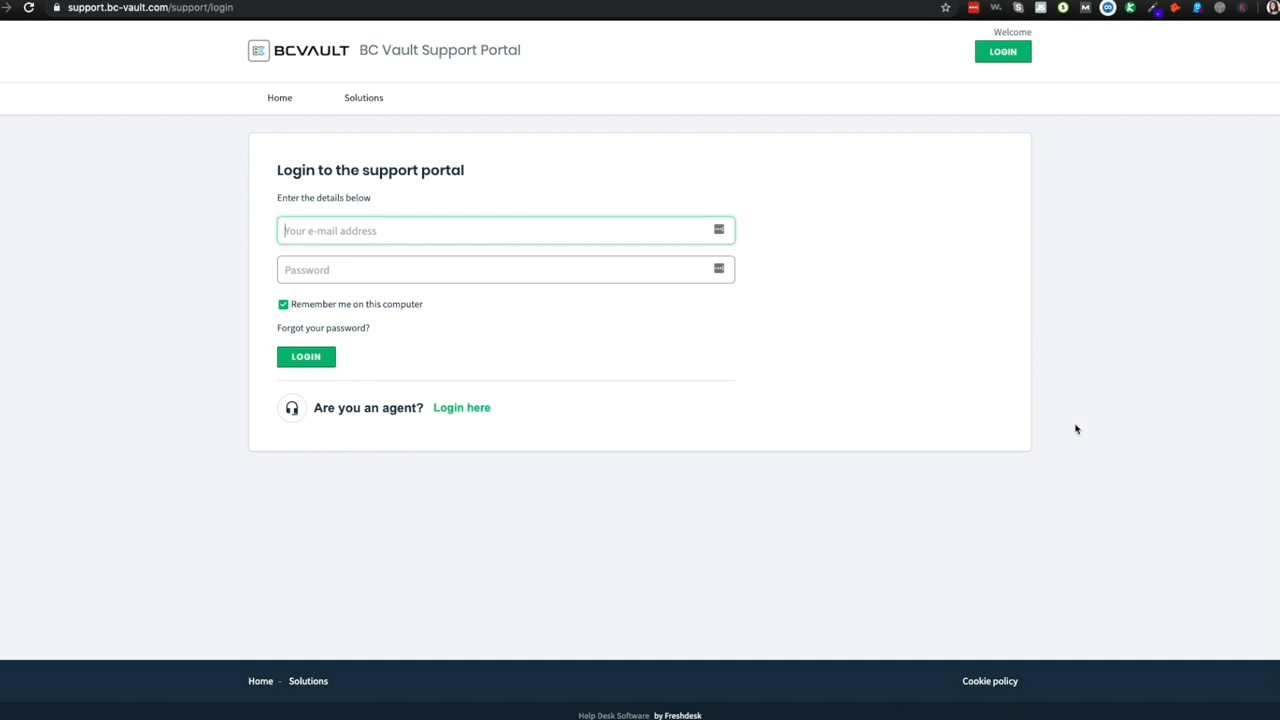 support.bc-vault.com/support/login
Welcome
BCVAULT BC Vault Support Portal
LOGIN
Home Solutions
Login to the support portal
Enter the details below
Your e-mail address
Password
Remember me on this computer
Forgot your password?
LOGIN
Are you an agent? Login here
Home - Solutions Cookie policy
Help Desk Software by Freshdesk